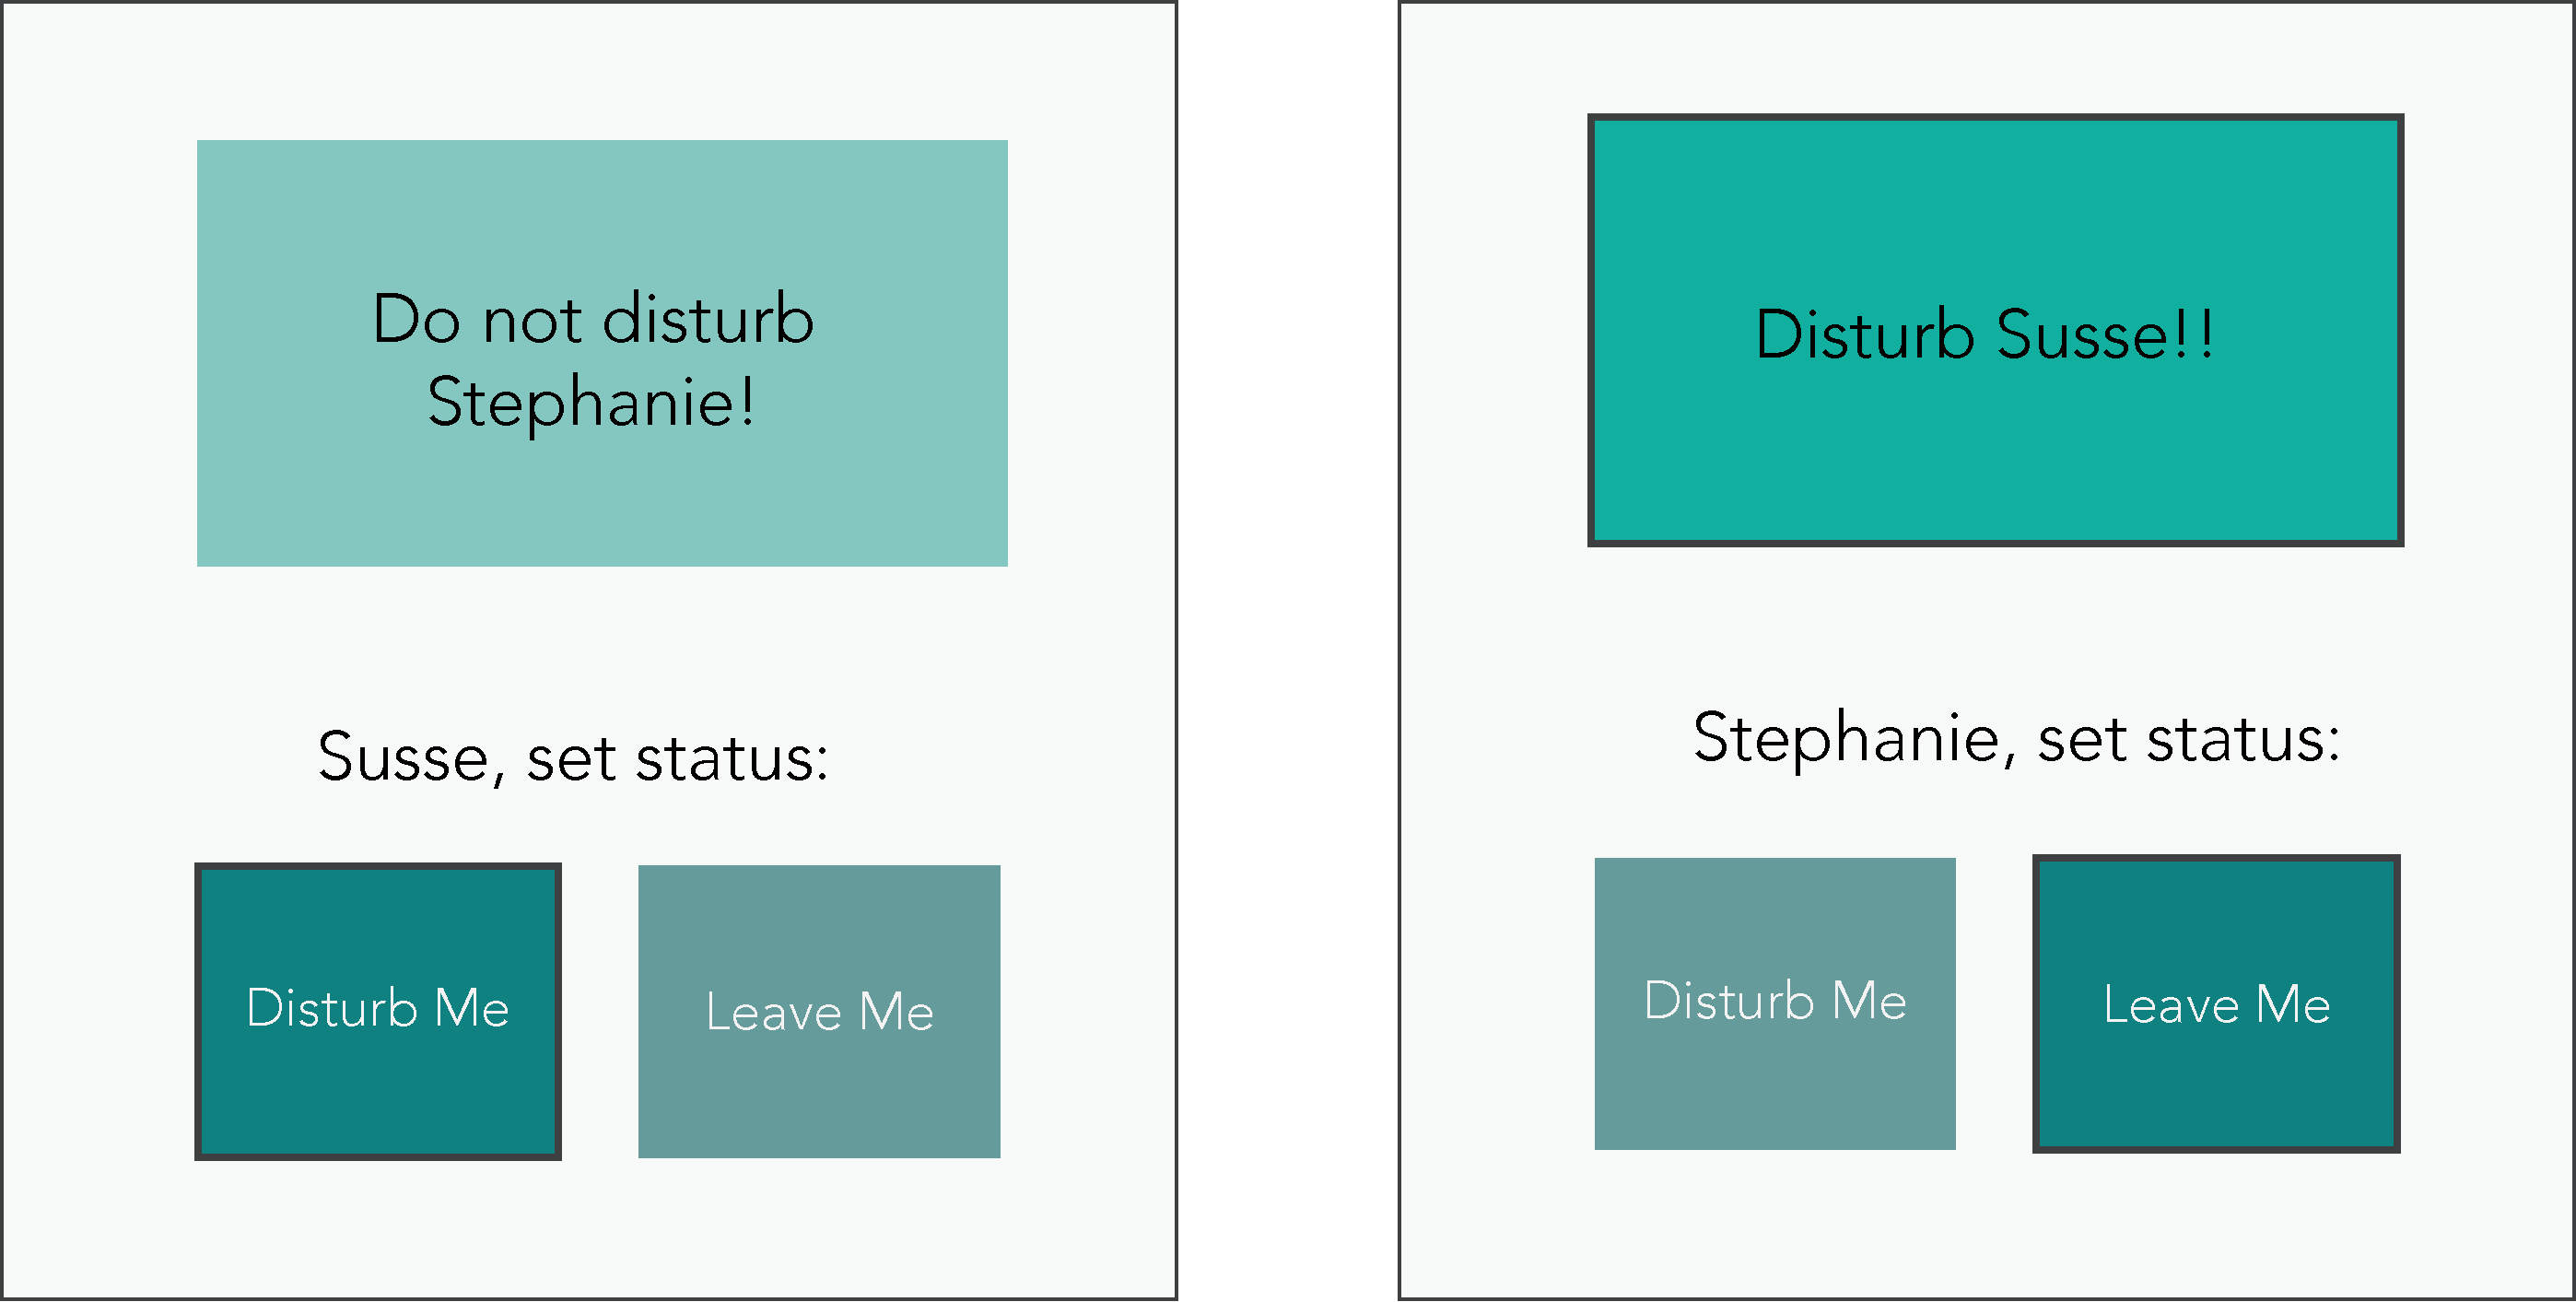 Do not disturb
Stephanie!
Susse, set status:
Disturb Me
Leave Me
Disturb Susse!!
Stephanie, set status:
Disturb Me
Leave Me